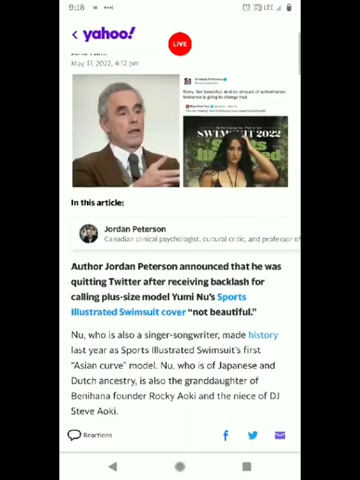 9:18
LTE
yahoo!
LIVE
May 17, 2022, 4:12 pm
Sorry. Not beautiful. And no amount of authoritarian
tolerance is going to change that.
SWIMSUIT 2022
Sports
Illustrated
In this article:
Jordan Peterson
Canadian clinical psychologist, cultural critic, and professor of
Author Jordan Peterson announced that he was
quitting Twitter after receiving backlash for
calling plus-size model Yumi Nu's Sports
Illustrated Swimsuit cover “not beautiful.”
Nu, who is also a singer-songwriter, made history
last year as Sports Illustrated Swimsuit's first
“Asian curve” model. Nu, who is of Japanese and
Dutch ancestry, is also the granddaughter of
Benihana founder Rocky Aoki and the niece of DJ
Steve Aoki.
Reactions